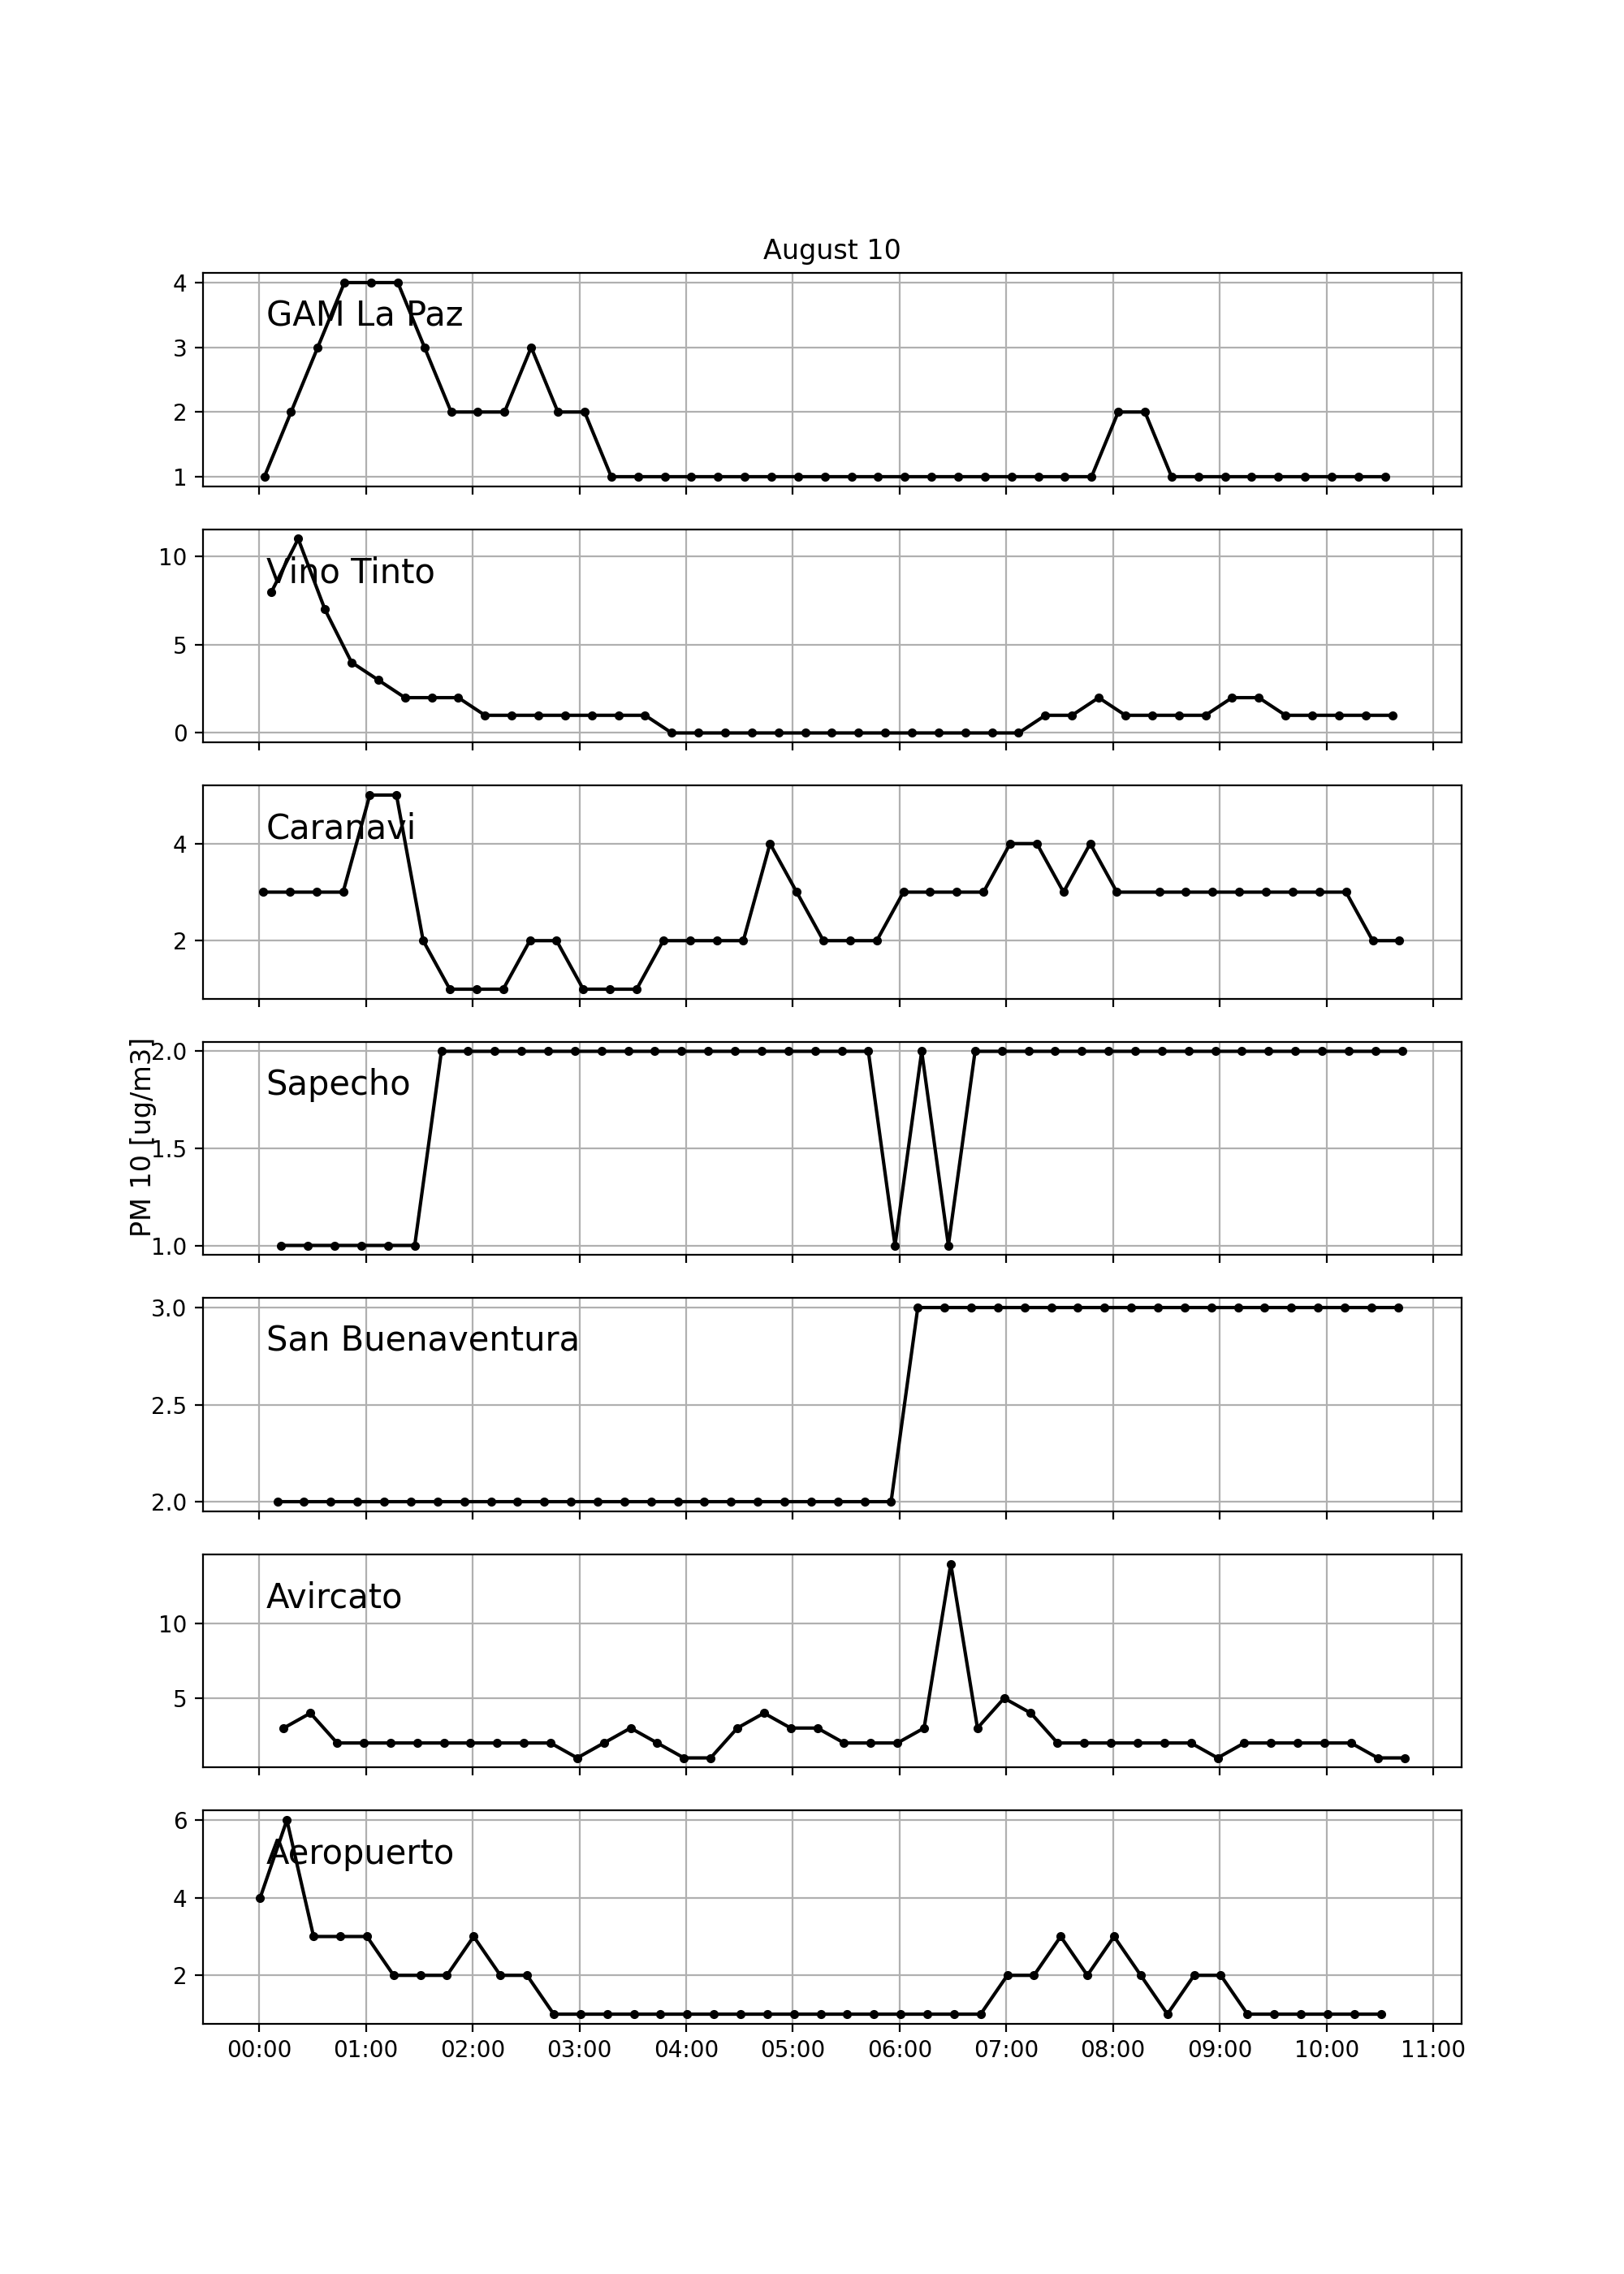 August 10
4
GAM La Paz
3
2
1
10
Vino Tinto
5
0
Caranavi
4
2
PM 10 [ug/m3]
2.0
Sapecho
1.5
1.0
3.0
San Buenaventura
2.5
2.0
Avircato
10
5
6
Aeropuerto
4
2
00:00 01:00 02:00 03:00 04:00 05:00 06:00 07:00 08:00 09:00 10:00 11:00